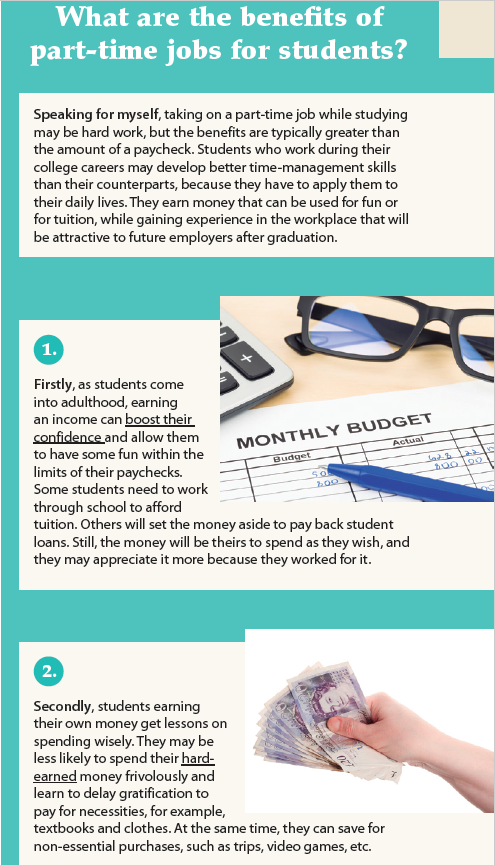 What are the benefits of
part-time jobs for students?
Speaking for myself, taking on a part-time job while studying
may be hard work, but the benefits are typically greater than
the amount of a paycheck. Students who work during their
college careers may develop better time-management skills
than their counterparts, because they have to apply them to
their daily lives. They earn money that can be used for fun or
for tuition, while gaining experience in the workplace that will
be attractive to future employers after graduation.
1.
Firstly, as students come
into adulthood, earning
an income can boost their
confidence and allow them
to have some fun within the
limits of their paychecks.
Some students need to work
through school to afford
tuition. Others will set the money aside to pay back student
loans. Still, the money will be theirs to spend as they wish, and
they may appreciate it more because they worked for it.
MONTHLY BUDGET
Budget
Actual
2.
Secondly, students earning
their own money get lessons on
spending wisely. They may be
less likely to spend their hard-
earned money frivolously and
learn to delay gratification to
pay for necessities, for example,
textbooks and clothes. At the same time, they can save for
non-essential purchases, such as trips, video games, etc.